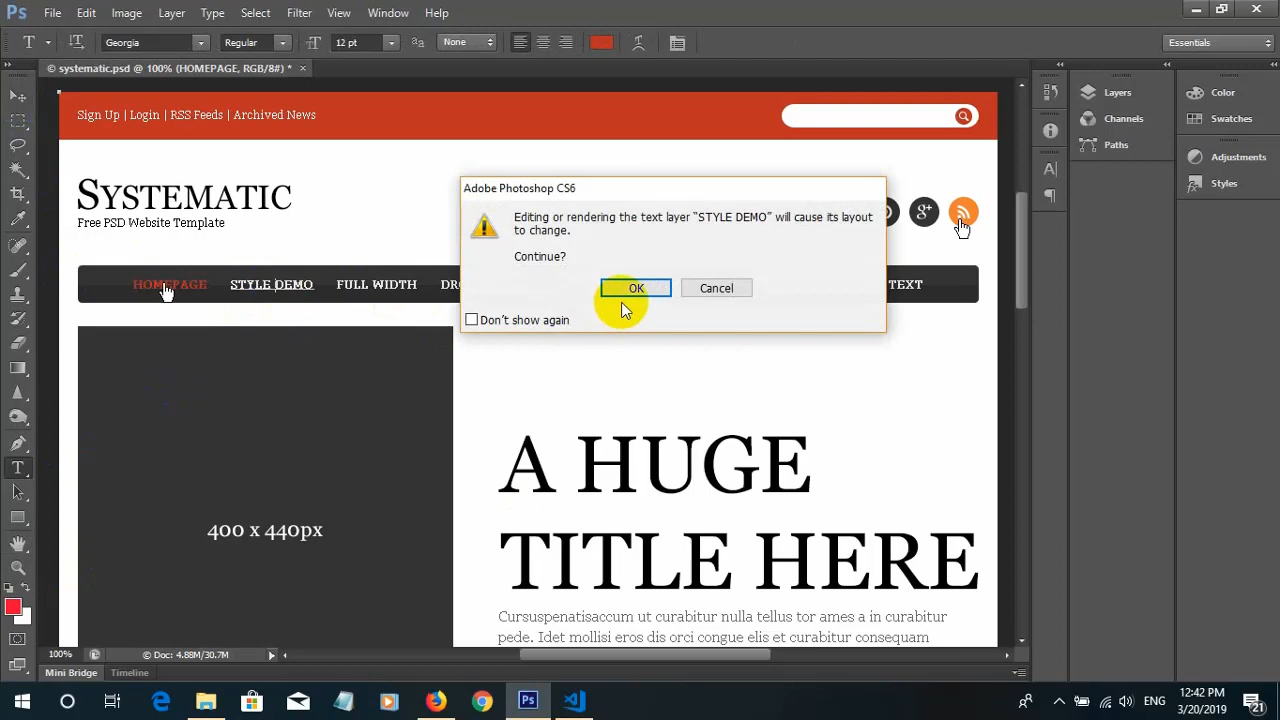 Ps File Edit Image Layer Type Select Filter View Window Help
T Georgia Regular 12 pt None Essentials
© systematic.psd @ 100% (HOMEPAGE, RGB/8#) *
Sign Up | Login | RSS Feeds | Archived News
SYSTEMATIC
Free PSD Website Template
HOMEPAGE STYLE DEMO FULL WIDTH DRO
TEXT
Adobe Photoshop CS6
Editing or rendering the text layer “STYLE DEMO” will cause its layout
to change.
Continue?
OK Cancel
Don't show again
400 x 440px
A HUGE
TITLE HERE
Cursuspenatisaccum ut curabitur nulla tellus tor ames a in curabitur
pede. Idet mollisi eros dis orci congue elis et curabitur consequam
Layers
Channels
Paths
Color
Swatches
Adjustments
Styles
100% © Doc: 4.88M/30.7M
Mini Bridge Timeline
ENG
12:42 PM
3/20/2019
21